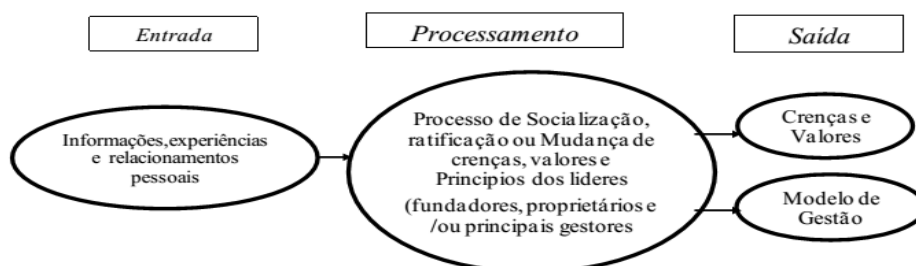 Entrada
Processamento
Saída
Informações,experiências
e relacionamentos
pessoais
Processo de Socialização,
ratificação ou Mudança de
crenças, valores e
Principios dos lideres
(fundadores, proprietários e
/ou principais gestores
Crenças e
Valores
Modelo de
Gestão